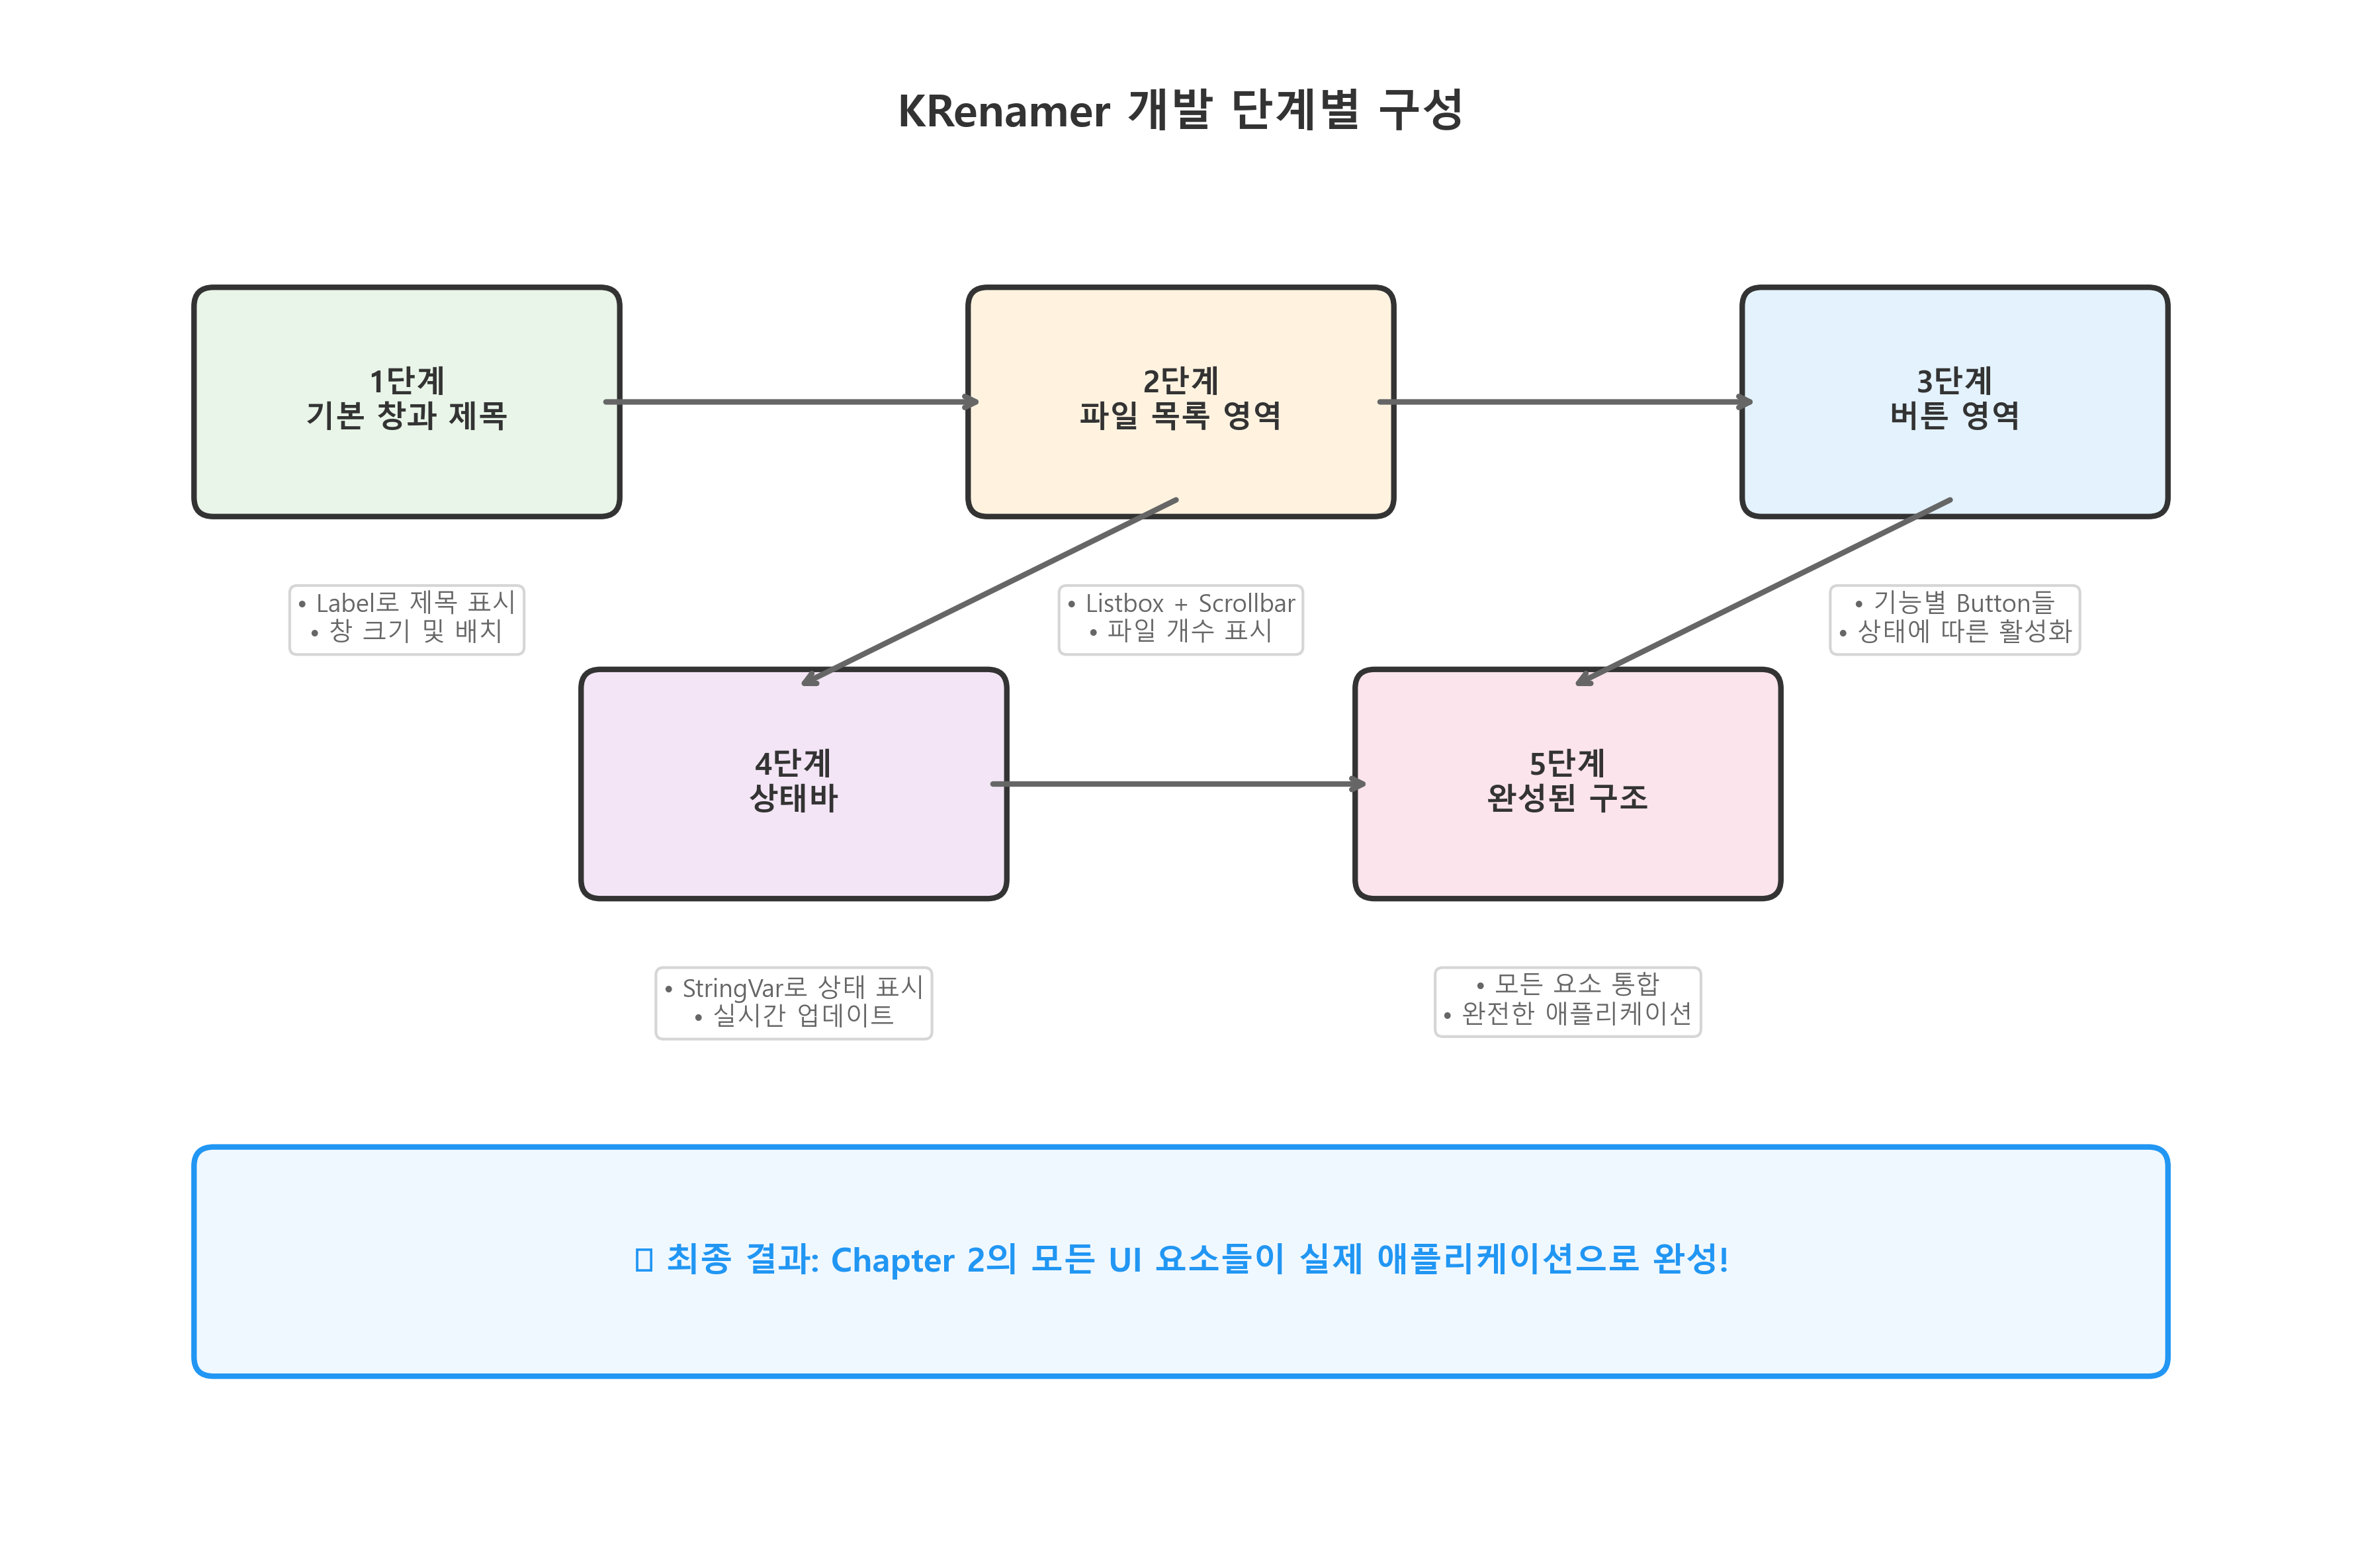 KRenamer 개발 단계별 구성
1단계
기본 창과 제목
2단계
파일 목록 영역
3단계
버튼 영역
• Label로 제목 표시
• 창 크기 및 배치
• Listbox + Scrollbar
• 파일 개수 표시
• 기능별 Button들
• 상태에 따른 활성화
4단계
상태바
5단계
완성된 구조
• StringVar로 상태 표시
• 실시간 업데이트
• 모든 요소 통합
• 완전한 애플리케이션
▯ 최종 결과: Chapter 2의 모든 UI 요소들이 실제 애플리케이션으로 완성!